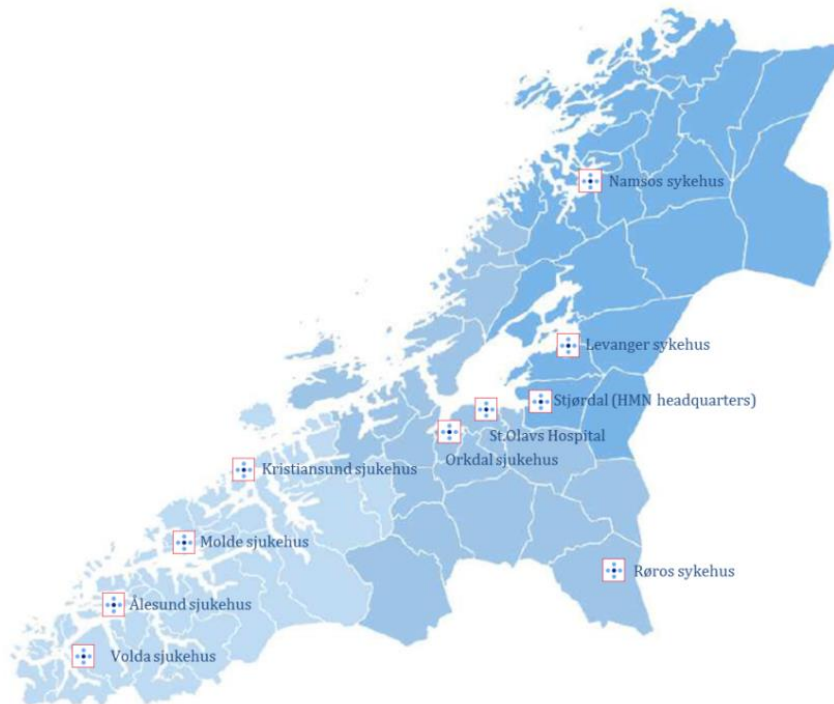 Namsos sykehus
Levanger sykehus
Stjørdal (HMN headquarters)
St.Olavs Hospital
Orkdal sjukehus
Kristiansund sjukehus
Molde sjukehus
Røros sykehus
Ålesund sjukehus
Volda sjukehus